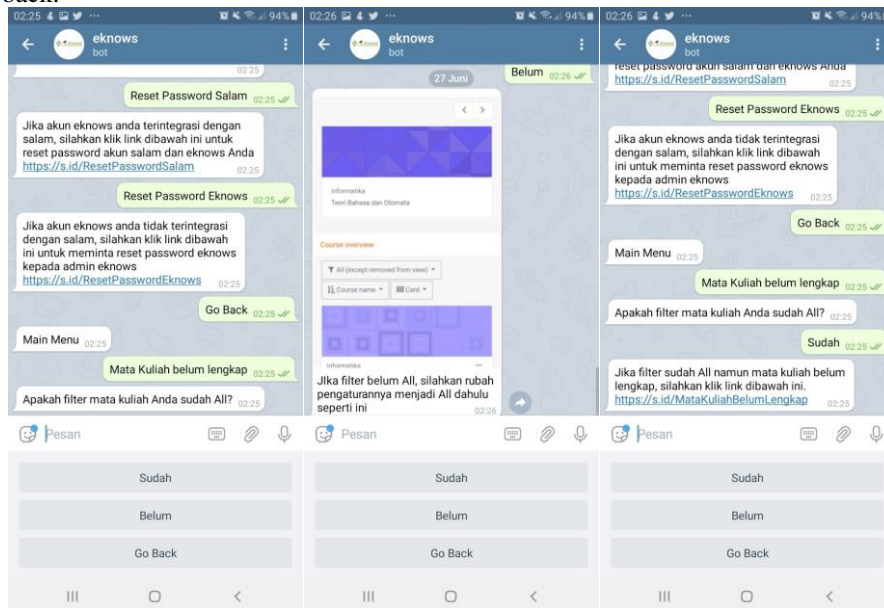 back.
02:25 94%
eknows
bot
02:25
Reset Password Salam 02:25
Jika akun eknows anda terintegrasi dengan
salam, silahkan klik link dibawah ini untuk
reset password akun salam dan eknows Anda
https://s.id/ResetPasswordSalam 02:25
Reset Password Eknows 02:25
Jika akun eknows anda tidak terintegrasi
dengan salam, silahkan klik link dibawah
ini untuk meminta reset password eknows
kepada admin eknows
https://s.id/ResetPasswordEknows 02:25
Go Back 02:25
Main Menu 02:25
Mata Kuliah belum lengkap 02:25
Apakah filter mata kuliah Anda sudah All? 02:25
Pesan
Sudah
Belum
Go Back
02:26 94%
eknows
bot
27 Juni
Belum 02:26
Informatika
Teori Bahasa dan Otomata
Course overview
All (except removed from view)
Course name Card
Informatika
JIka filter belum All, silahkan rubah
pengaturannya menjadi All dahulu
seperti ini 02:26
Pesan
Sudah
Belum
Go Back
02:26 94%
eknows
bot
reset password akun salam dan eknows Anda
https://s.id/ResetPasswordSalam 02:25
Reset Password Eknows 02:25
Jika akun eknows anda tidak terintegrasi
dengan salam, silahkan klik link dibawah
ini untuk meminta reset password eknows
kepada admin eknows
https://s.id/ResetPasswordEknows 02:25
Go Back 02:25
Main Menu 02:25
Mata Kuliah belum lengkap 02:25
Apakah filter mata kuliah Anda sudah All? 02:25
Sudah 02:25
Jika filter sudah All namun mata kuliah belum
lengkap, silahkan klik link dibawah ini.
https://s.id/MataKuliahBelumLengkap 02:25
Pesan
Sudah
Belum
Go Back